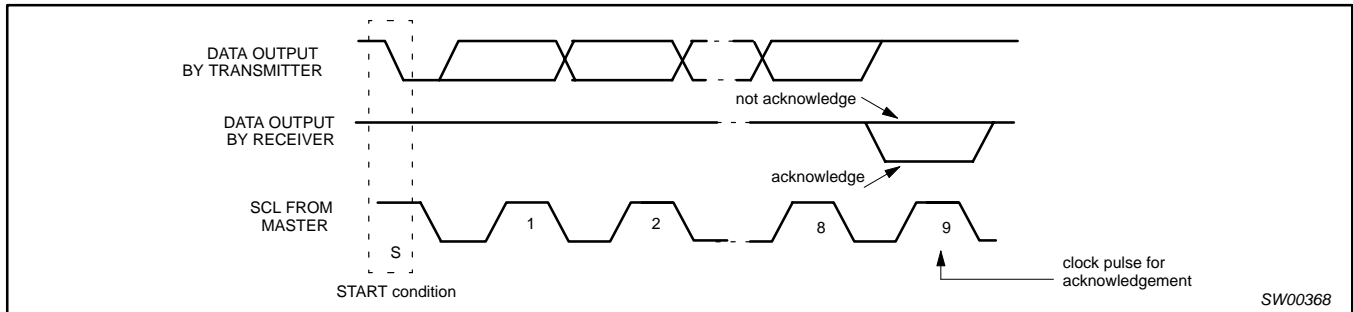 DATA OUTPUT
BY TRANSMITTER
not acknowledge
DATA OUTPUT
BY RECEIVER
acknowledge
SCL FROM
MASTER
1
2
8
9
S
START condition
clock pulse for
acknowledgement
SW00368